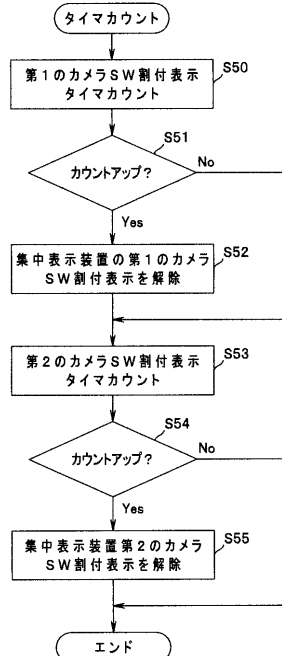 タイマカウント
第1のカメラSW割付表示
タイマカウント
S50
カウントアップ?
S51
No
Yes
集中表示装置の第1のカメラ
SW割付表示を解除
S52
第2のカメラSW割付表示
タイマカウント
S53
カウントアップ?
S54
No
Yes
集中表示装置第2のカメラ
SW割付表示を解除
S55
エンド